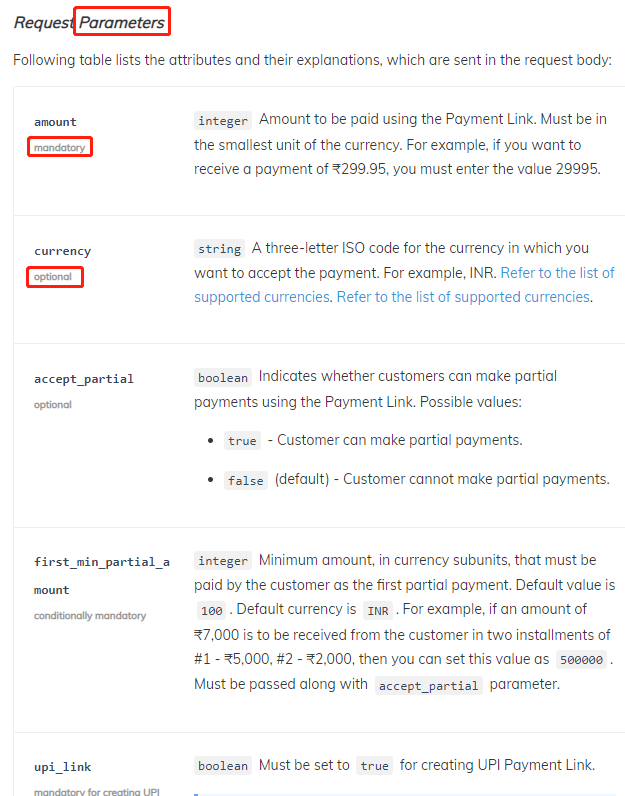 Request Parameters
Following table lists the attributes and their explanations, which are sent in the request body:
amount
mandatory
integer Amount to be paid using the Payment Link. Must be in
the smallest unit of the currency. For example, if you want to
receive a payment of ₹299.95, you must enter the value 29995.
currency
optional
string A three-letter ISO code for the currency in which you
want to accept the payment. For example, INR. Refer to the list of
supported currencies. Refer to the list of supported currencies.
accept_partial
optional
boolean Indicates whether customers can make partial
payments using the Payment Link. Possible values:
• true - Customer can make partial payments.
• false (default) - Customer cannot make partial payments.
first_min_partial_a
mount
conditionally mandatory
integer Minimum amount, in currency subunits, that must be
paid by the customer as the first partial payment. Default value is
100 . Default currency is INR . For example, if an amount of
₹7,000 is to be received from the customer in two installments of
#1 - ₹5,000, #2 - ₹2,000, then you can set this value as 500000 .
Must be passed along with accept_partial parameter.
upi_link
mandatory for creating UPI
boolean Must be set to true for creating UPI Payment Link.